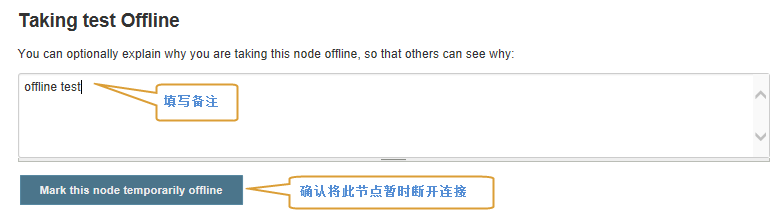 Taking test Offline
You can optionally explain why you are taking this node offline, so that others can see why:
offline test
填写备注
Mark this node temporarily offline
确认将此节点暂时断开连接